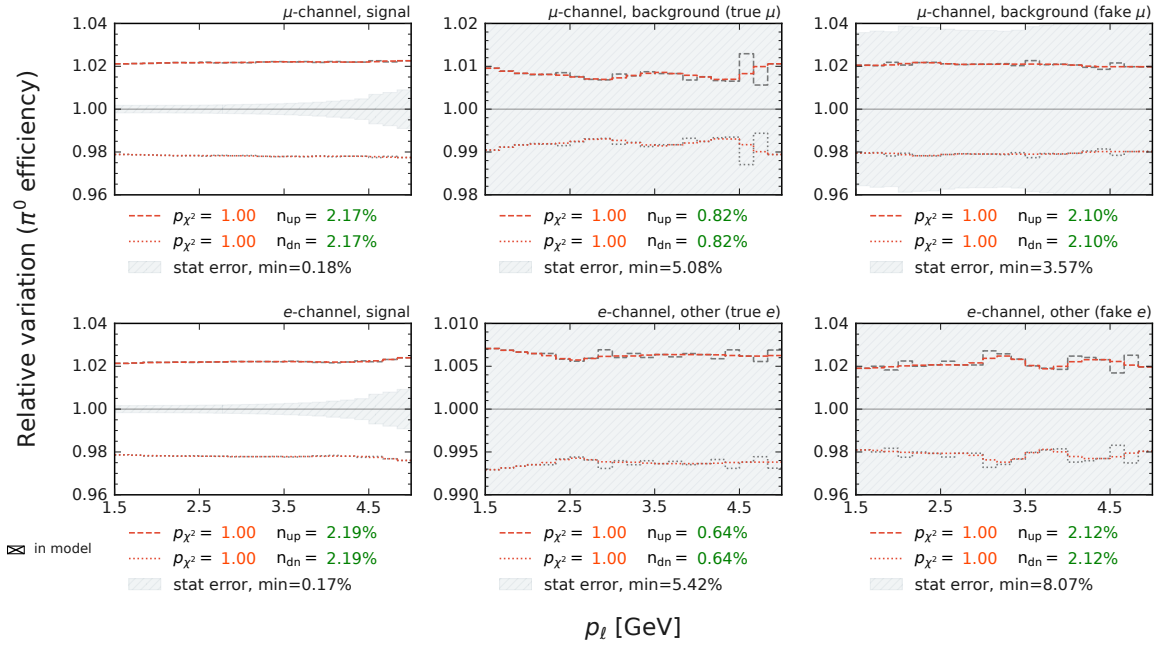 Relative variation (π⁰ efficiency)
μ-channel, signal
1.04
1.02
1.00
0.98
0.96
p_χ² = 1.00 n_up = 2.17%
p_χ² = 1.00 n_dn = 2.17%
stat error, min=0.18%
μ-channel, background (true μ)
1.02
1.01
1.00
0.99
0.98
p_χ² = 1.00 n_up = 0.82%
p_χ² = 1.00 n_dn = 0.82%
stat error, min=5.08%
μ-channel, background (fake μ)
1.04
1.02
1.00
0.98
0.96
p_χ² = 1.00 n_up = 2.10%
p_χ² = 1.00 n_dn = 2.10%
stat error, min=3.57%
e-channel, signal
1.04
1.02
1.00
0.98
0.96
1.5 2.5 3.5 4.5
p_χ² = 1.00 n_up = 2.19%
p_χ² = 1.00 n_dn = 2.19%
stat error, min=0.17%
e-channel, other (true e)
1.010
1.005
1.000
0.995
0.990
1.5 2.5 3.5 4.5
p_χ² = 1.00 n_up = 0.64%
p_χ² = 1.00 n_dn = 0.64%
stat error, min=5.42%
e-channel, other (fake e)
1.04
1.02
1.00
0.98
0.96
1.5 2.5 3.5 4.5
p_χ² = 1.00 n_up = 2.12%
p_χ² = 1.00 n_dn = 2.12%
stat error, min=8.07%
in model
p_ℓ [GeV]